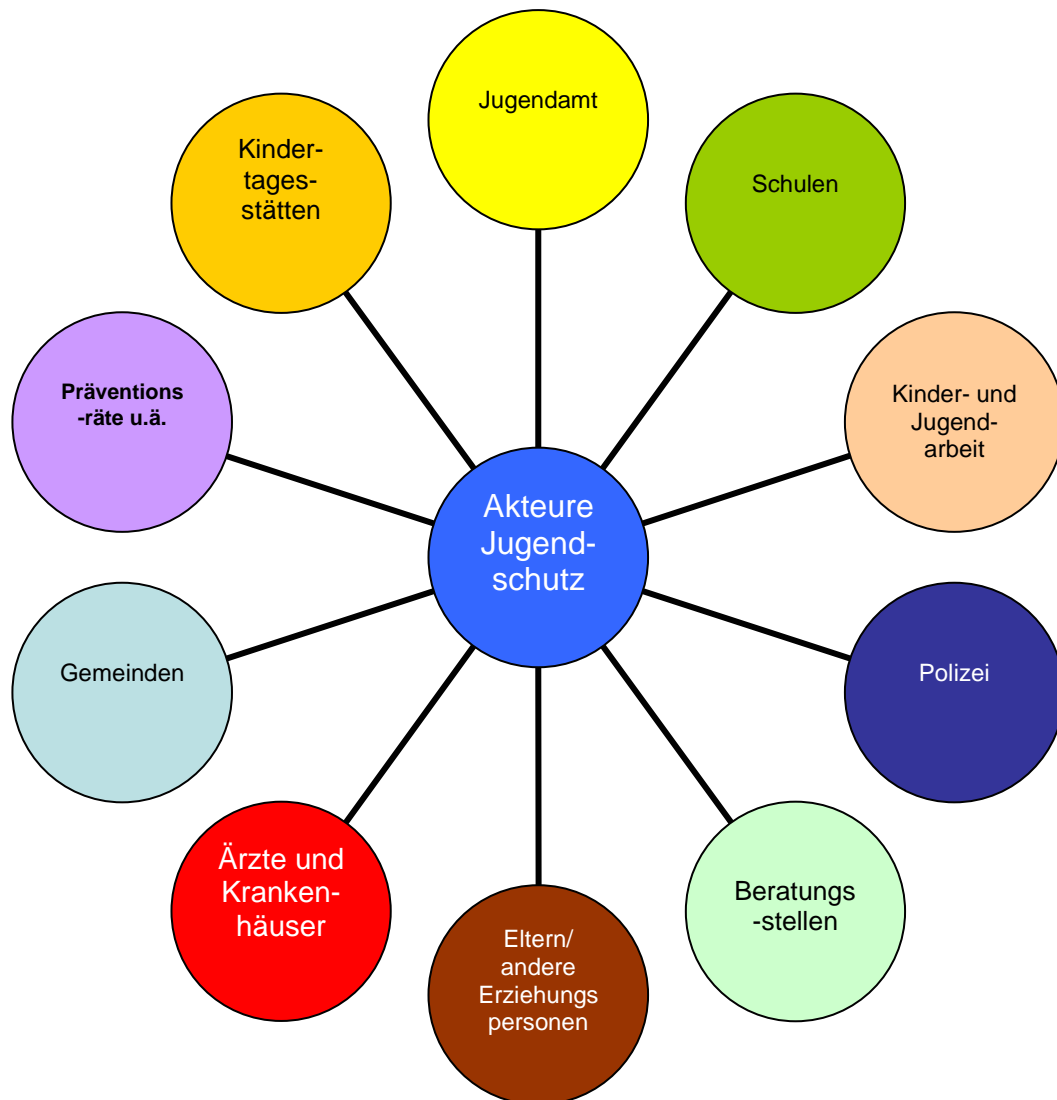 Jugendamt
Kinder-
tages-
stätten
Schulen
Präventions
-räte u.ä.
Kinder- und
Jugend-
arbeit
Akteure
Jugend-
schutz
Gemeinden
Polizei
Ärzte und
Kranken-
häuser
Beratungs
-stellen
Eltern/
andere
Erziehungs
personen